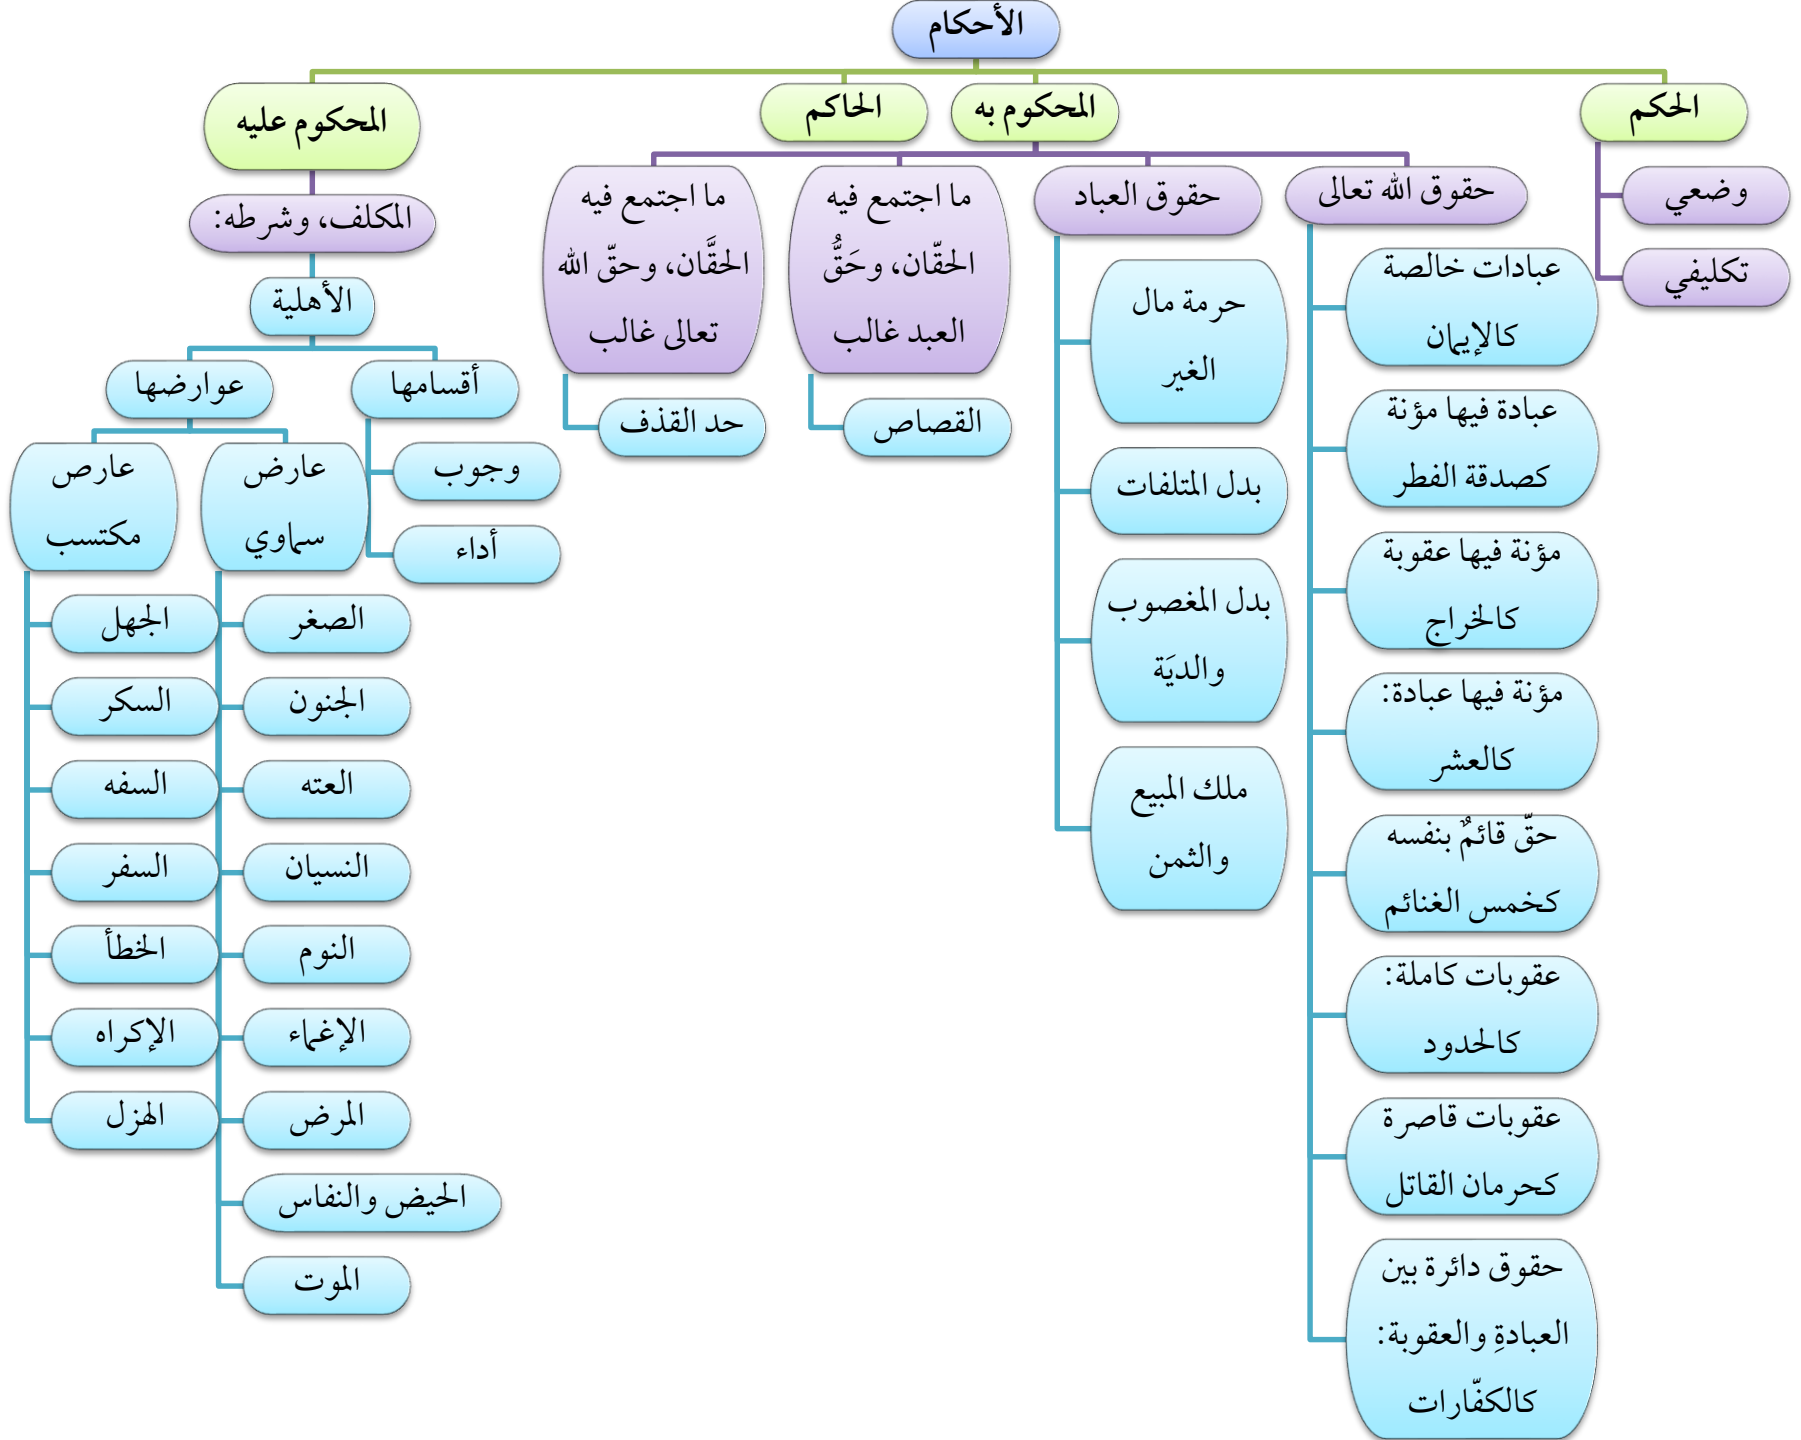 الأحكام
الحكم
المحكوم به
الحاكم
المحكوم عليه
وضعي
تكليفي
حقوق الله تعالى
عبادات خالصة
كالإيمان
عبادة فيها مؤنة
كصدقة الفطر
مؤنة فيها عقوبة
كالخراج
مؤنة فيها عبادة:
كالعشر
حقّ قائمٌ بنفسه
كخمس الغنائم
عقوبات كاملة:
كالحدود
عقوبات قاصرة
كحرمان القاتل
حقوق دائرة بين
العبادةِ والعقوبة:
كالكفّارات
حقوق العباد
حرمة مال
الغير
بدل المتلفات
بدل المغصوب
والديَة
ملك المبيع
والثمن
ما اجتمع فيه
الحقّان، وحَقُّ
العبد غالب
القصاص
ما اجتمع فيه
الحقَّان، وحقّ الله
تعالى غالب
حد القذف
المكلف، وشرطه:
الأهلية
أقسامها
وجوب
أداء
عوارضها
عارض
سماوي
الصغر
الجنون
العته
النسيان
النوم
الإغماء
المرض
الحيض والنفاس
الموت
عارص
مكتسب
الجهل
السكر
السفه
السفر
الخطأ
الإكراه
الهزل